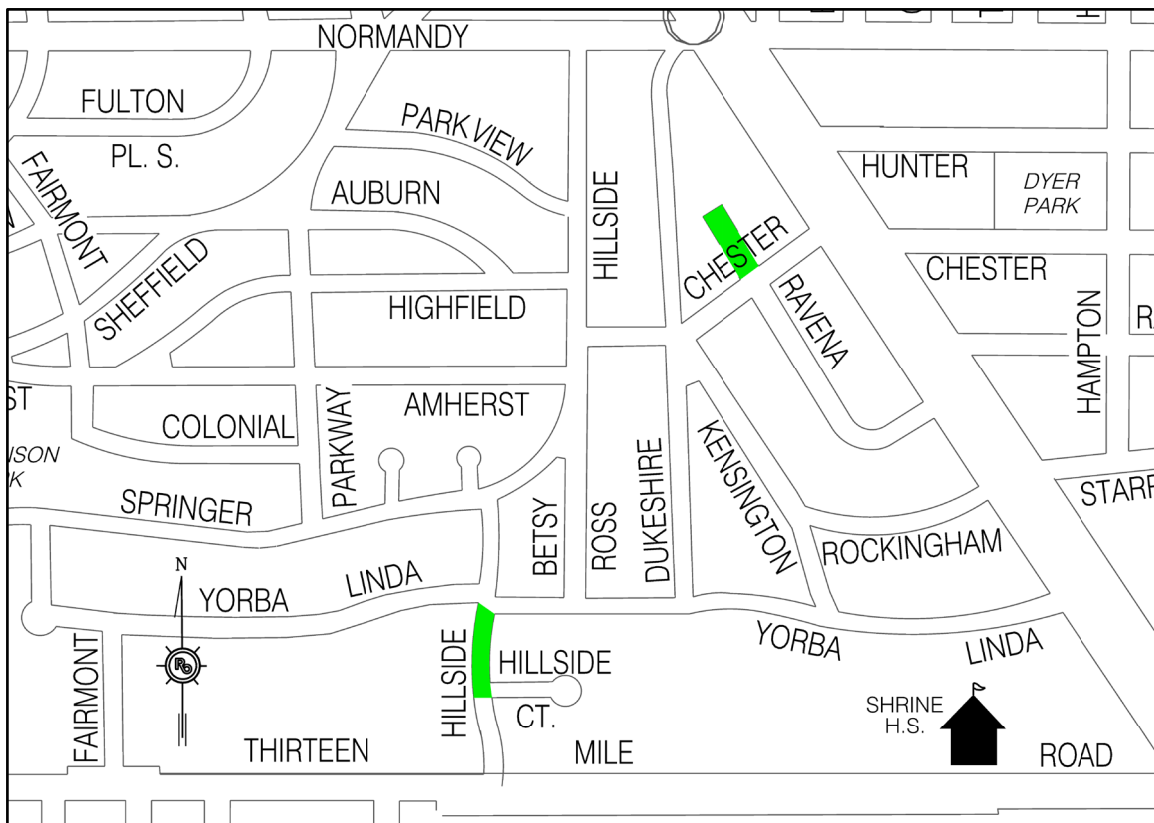 NORMANDY
FULTON
PL. S.
PARK VIEW
FAIRMONT
AUBURN
HILLSIDE
HUNTER
DYER
PARK
SHEFFIELD
HIGHFIELD
CHESTER
RAVENA
CHESTER
HAMPTON
COLONIAL
PARKWAY
AMHERST
SPRINGER
BETSY
ROSS
DUKESHIRE
KENSINGTON
ROCKINGHAM
N
YORBA
LINDA
YORBA
LINDA
FAIRMONT
HILLSIDE
HILLSIDE
CT.
SHRINE
H.S.
THIRTEEN
MILE
ROAD